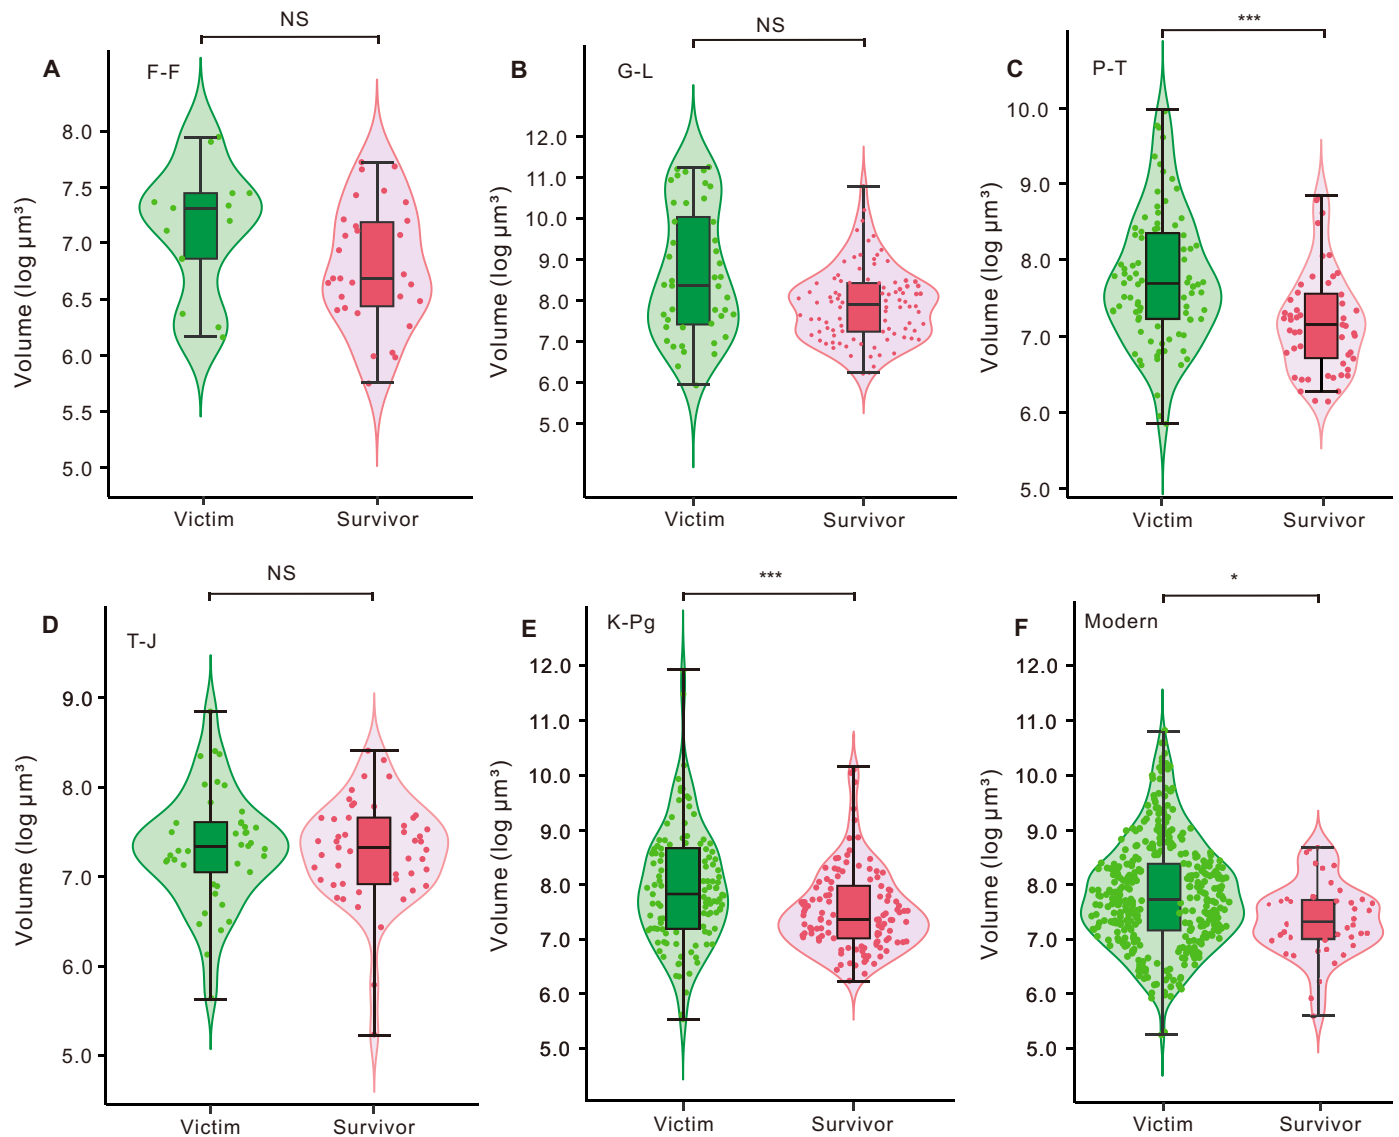 NS
A
F-F
Volume (log µm³)
8.0
7.5
7.0
6.5
6.0
5.5
5.0
Victim
Survivor
NS
B
G-L
Volume (log µm³)
12.0
11.0
10.0
9.0
8.0
7.0
6.0
5.0
Victim
Survivor
***
C
P-T
Volume (log µm³)
10.0
9.0
8.0
7.0
6.0
5.0
Victim
Survivor
NS
D
T-J
Volume (log µm³)
9.0
8.0
7.0
6.0
5.0
Victim
Survivor
***
E
K-Pg
Volume (log µm³)
12.0
11.0
10.0
9.0
8.0
7.0
6.0
5.0
Victim
Survivor
*
F
Modern
Volume (log µm³)
12.0
11.0
10.0
9.0
8.0
7.0
6.0
5.0
Victim
Survivor